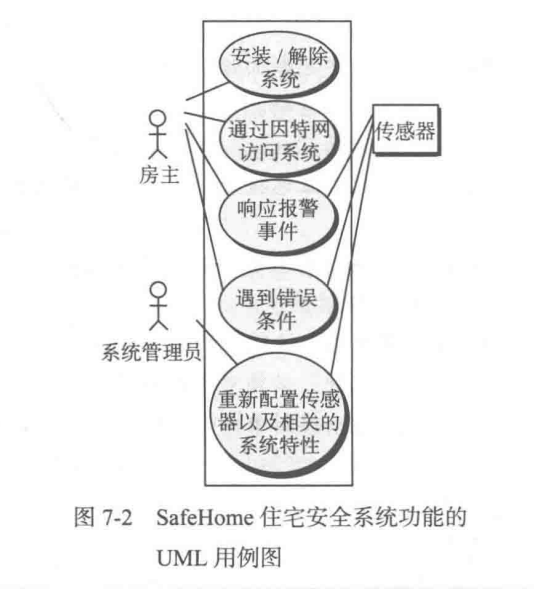 安装 / 解除
系统
通过因特网
访问系统
传感器
房主
响应报警
事件
遇到错误
条件
系统管理员
重新配置传感
器以及相关的
系统特性
图 7-2 SafeHome 住宅安全系统功能的
UML 用例图